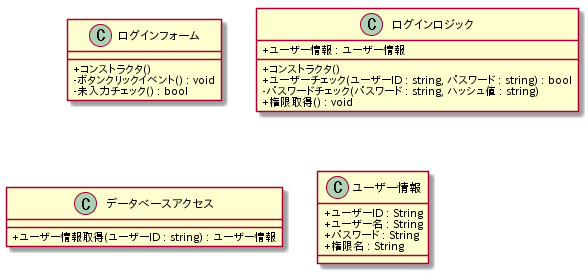 C ログインフォーム
+コンストラクタ()
-ボタンクリックイベント() : void
-未入力チェック() : bool
C ログインロジック
+ユーザー情報 : ユーザー情報
+コンストラクタ()
+ユーザーチェック(ユーザーID : string, パスワード : string) : bool
-パスワードチェック(パスワード : string, ハッシュ値 : string)
+権限取得() : void
C データベースアクセス
+ユーザー情報取得(ユーザーID : string) : ユーザー情報
C ユーザー情報
+ユーザーID : String
+ユーザー名 : String
+パスワード : String
+権限名 : String